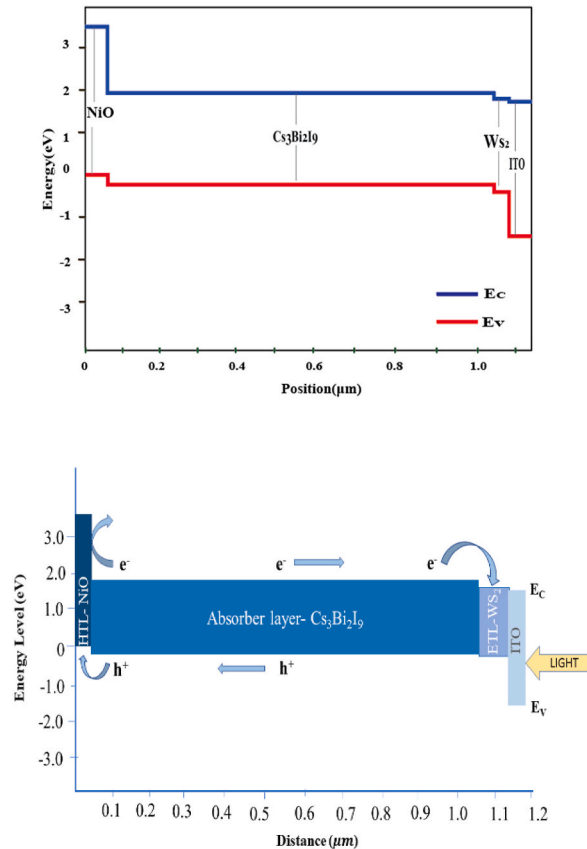 3
2
1
0
-1
-2
-3
Energy(eV)
NiO
Cs3Bi2I9
Ws2
ITO
Ec
Ev
0
0.2
0.4
0.6
0.8
1.0
Position(μm)
3.0
2.0
1.0
0
-1.0
-2.0
-3.0
Energy Level (eV)
HTL- NiO
e-
e-
e-
Absorber layer- Cs3Bi2I9
ETL-WS2
ITO
EC
LIGHT
h+
h+
EV
0.1 0.2 0.3 0.4 0.5 0.6 0.7 0.8 0.9 1.0 1.1 1.2
Distance (μm)